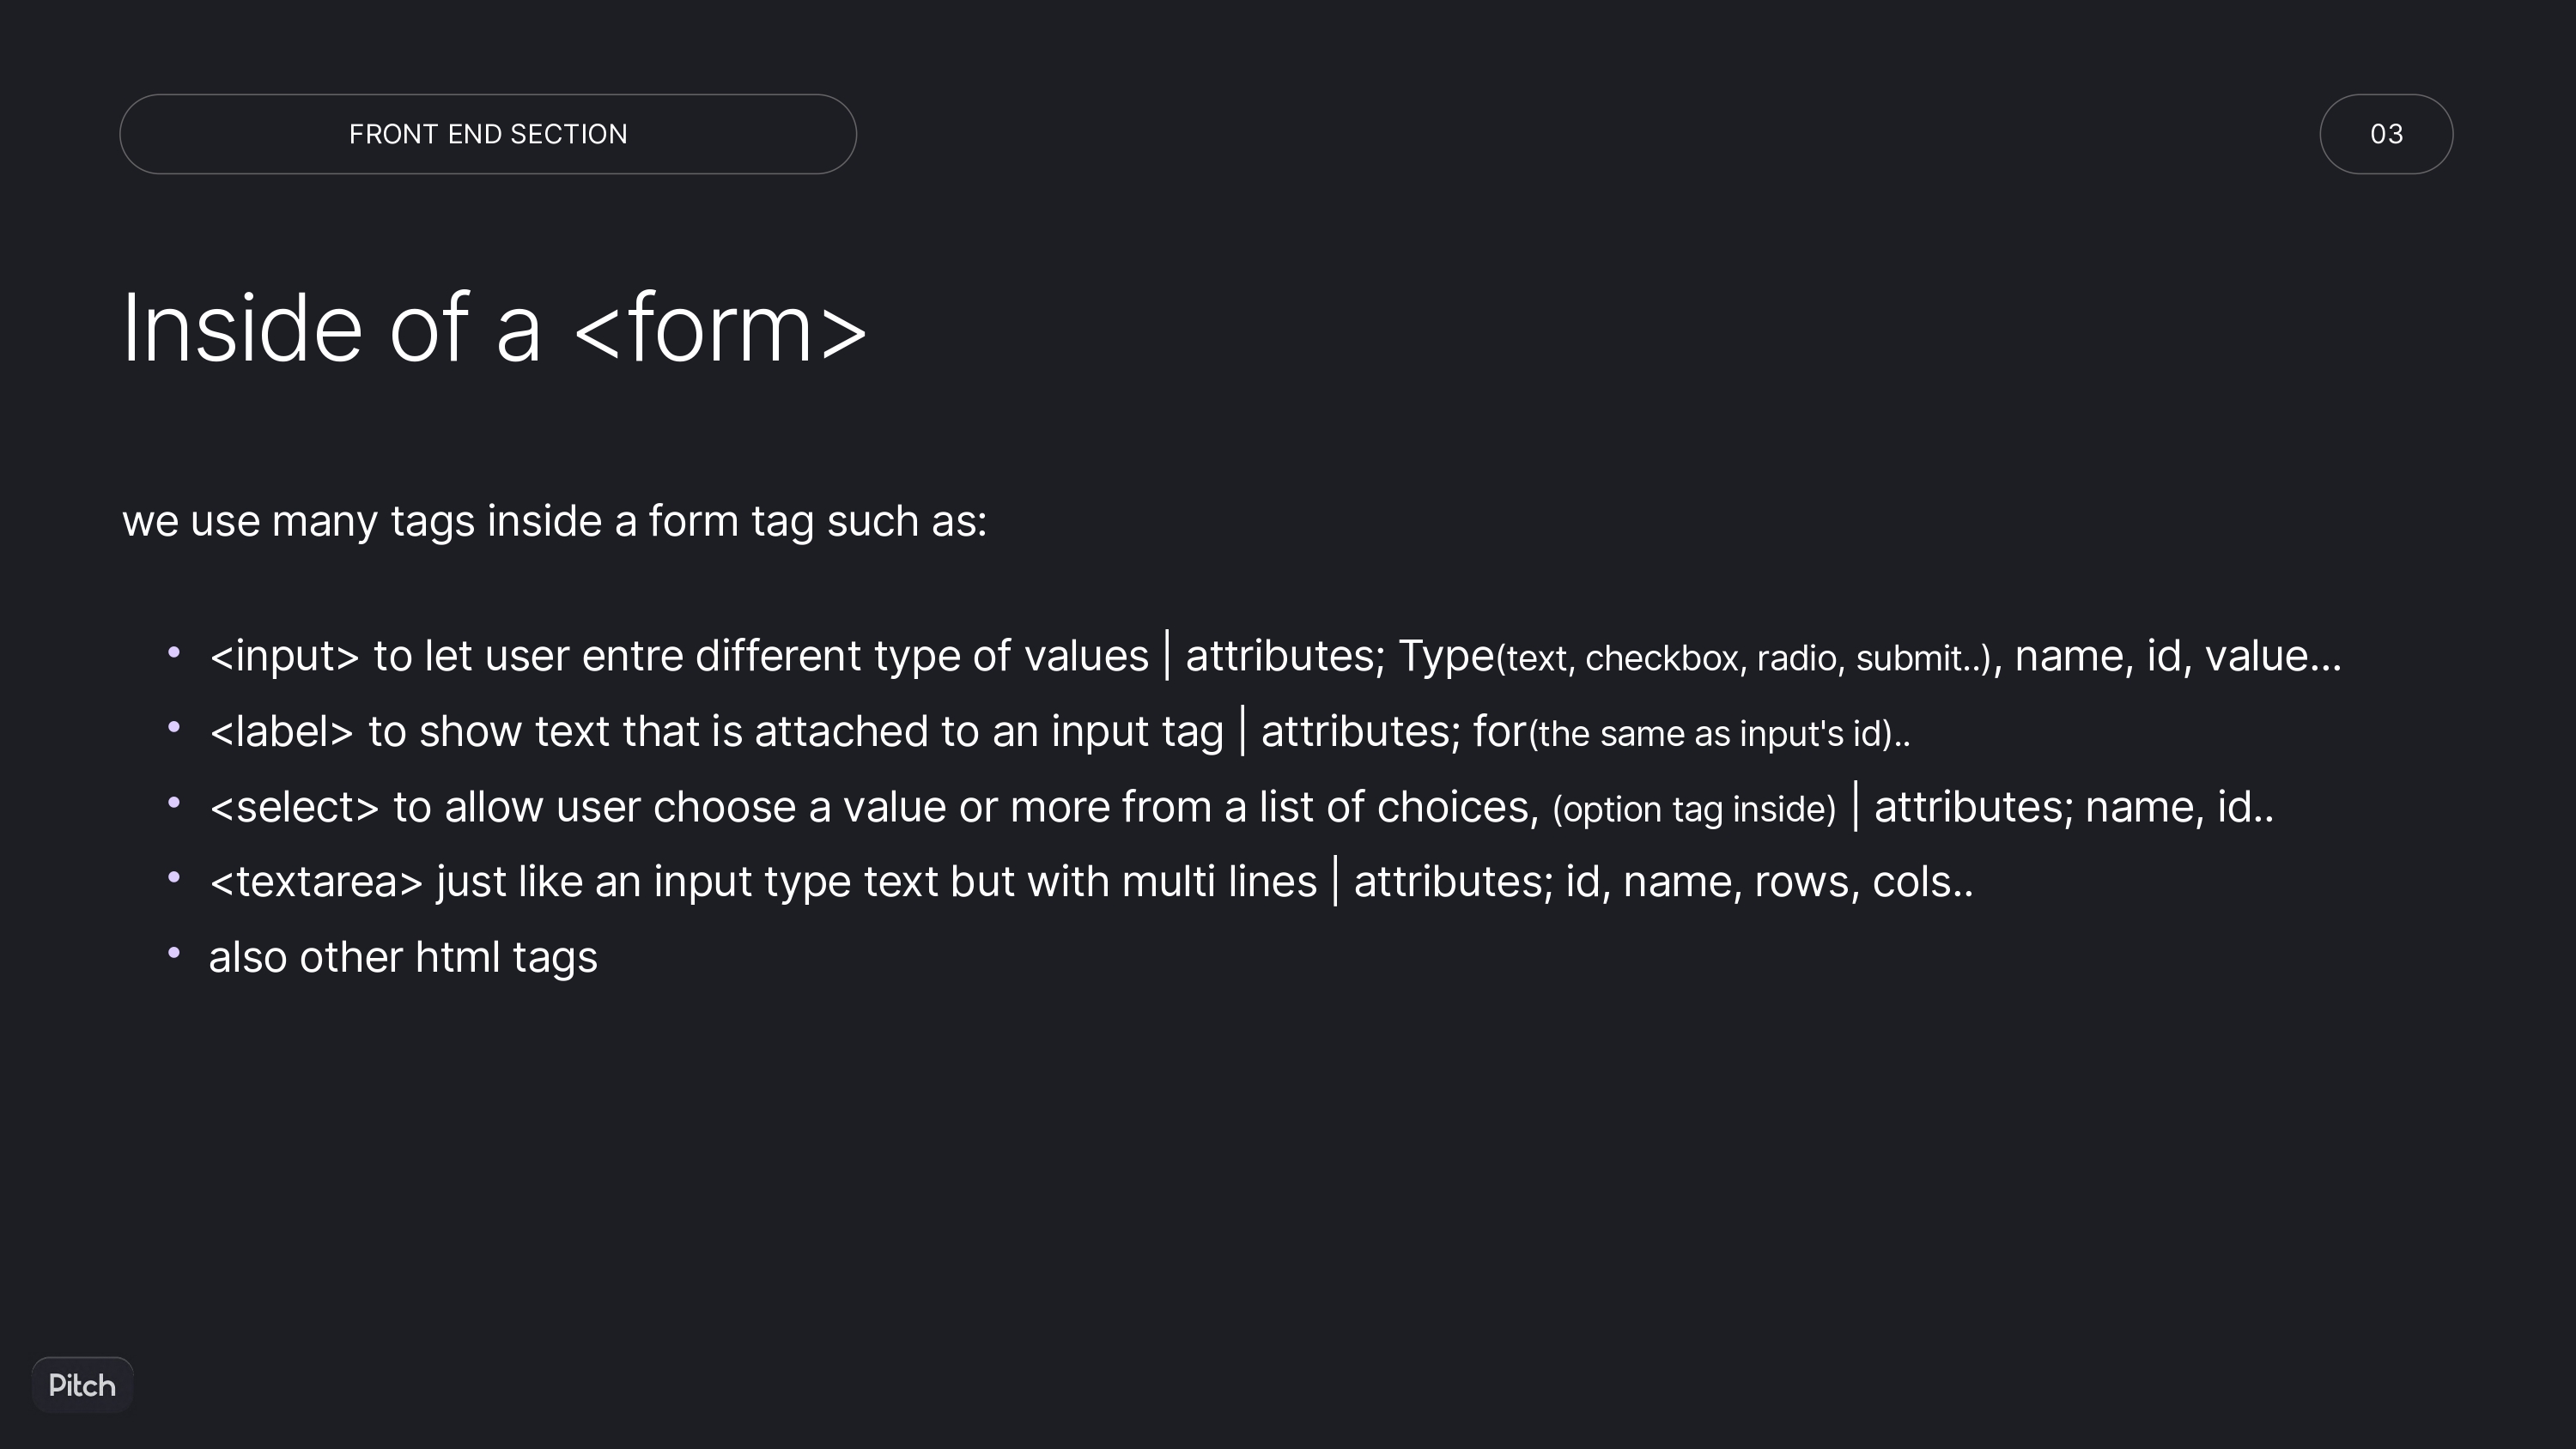 FRONT END SECTION
03
Inside of a <form>
we use many tags inside a form tag such as:
• <input> to let user entre different type of values | attributes; Type(text, checkbox, radio, submit..), name, id, value...
• <label> to show text that is attached to an input tag | attributes; for(the same as input's id)..
• <select> to allow user choose a value or more from a list of choices, (option tag inside) | attributes; name, id..
• <textarea> just like an input type text but with multi lines | attributes; id, name, rows, cols..
• also other html tags
Pitch